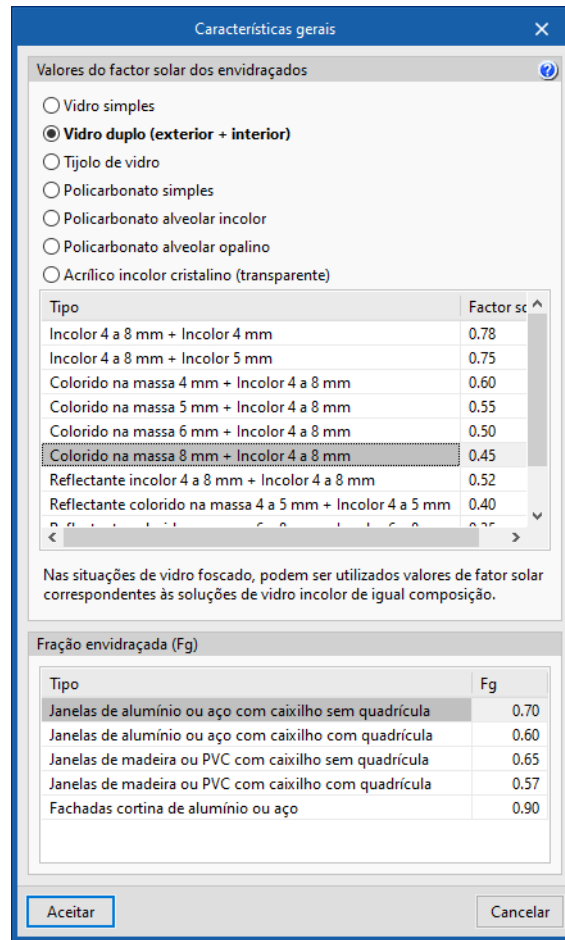 Características gerais
Valores do factor solar dos envidraçados
Vidro simples
Vidro duplo (exterior + interior)
Tijolo de vidro
Policarbonato simples
Policarbonato alveolar incolor
Policarbonato alveolar opalino
Acrílico incolor cristalino (transparente)
Tipo Factor sc
Incolor 4 a 8 mm + Incolor 4 mm 0.78
Incolor 4 a 8 mm + Incolor 5 mm 0.75
Colorido na massa 4 mm + Incolor 4 a 8 mm 0.60
Colorido na massa 5 mm + Incolor 4 a 8 mm 0.55
Colorido na massa 6 mm + Incolor 4 a 8 mm 0.50
Colorido na massa 8 mm + Incolor 4 a 8 mm 0.45
Reflectante incolor 4 a 8 mm + Incolor 4 a 8 mm 0.52
Reflectante colorido na massa 4 a 5 mm + Incolor 4 a 5 mm 0.40
Nas situações de vidro foscado, podem ser utilizados valores de fator solar
correspondentes às soluções de vidro incolor de igual composição.
Fração envidraçada (Fg)
Tipo Fg
Janelas de alumínio ou aço com caixilho sem quadrícula 0.70
Janelas de alumínio ou aço com caixilho com quadrícula 0.60
Janelas de madeira ou PVC com caixilho sem quadrícula 0.65
Janelas de madeira ou PVC com caixilho com quadrícula 0.57
Fachadas cortina de alumínio ou aço 0.90
Aceitar Cancelar